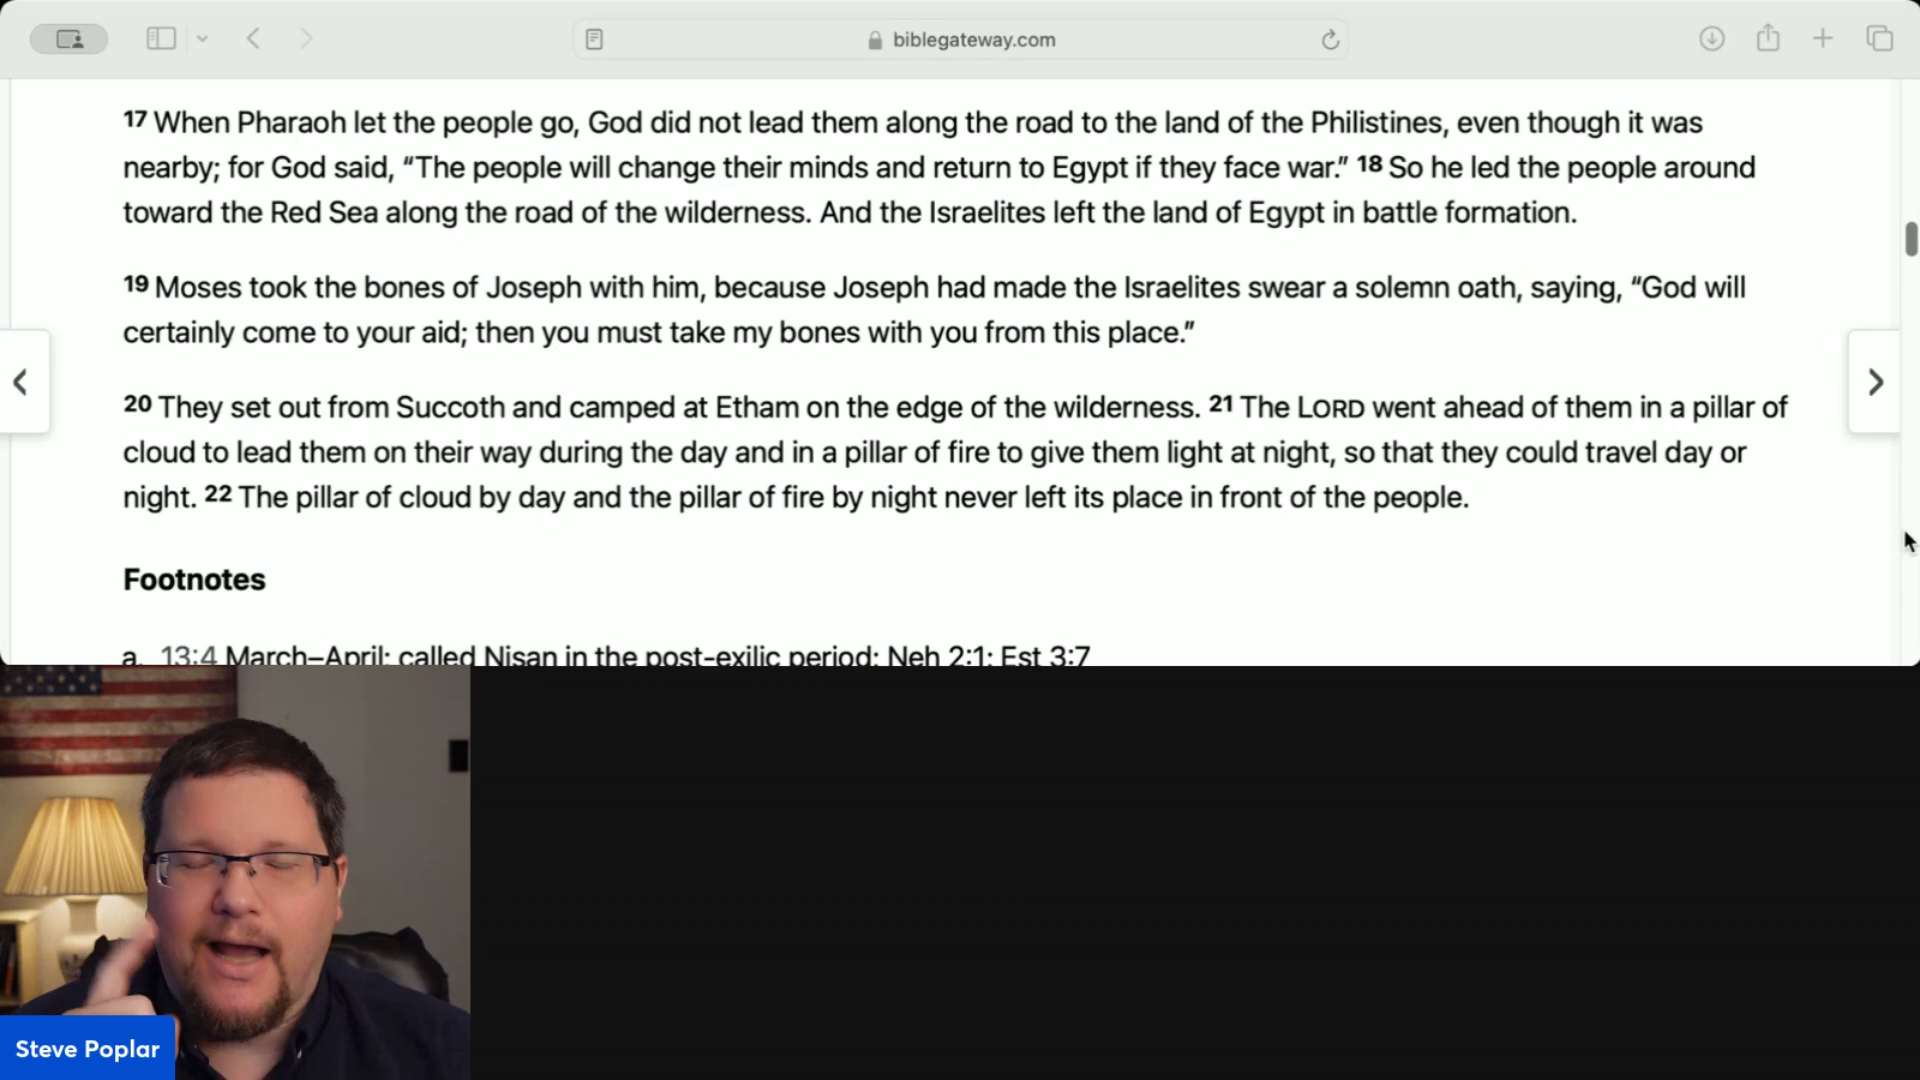 biblegateway.com
17 When Pharaoh let the people go, God did not lead them along the road to the land of the Philistines, even though it was
nearby; for God said, “The people will change their minds and return to Egypt if they face war.” 18 So he led the people around
toward the Red Sea along the road of the wilderness. And the Israelites left the land of Egypt in battle formation.
19 Moses took the bones of Joseph with him, because Joseph had made the Israelites swear a solemn oath, saying, “God will
certainly come to your aid; then you must take my bones with you from this place.”
20 They set out from Succoth and camped at Etham on the edge of the wilderness. 21 The LORD went ahead of them in a pillar of
cloud to lead them on their way during the day and in a pillar of fire to give them light at night, so that they could travel day or
night. 22 The pillar of cloud by day and the pillar of fire by night never left its place in front of the people.
Footnotes
a. 13:4 March–April; called Nisan in the post-exilic period; Neh 2:1; Est 3:7
Steve Poplar